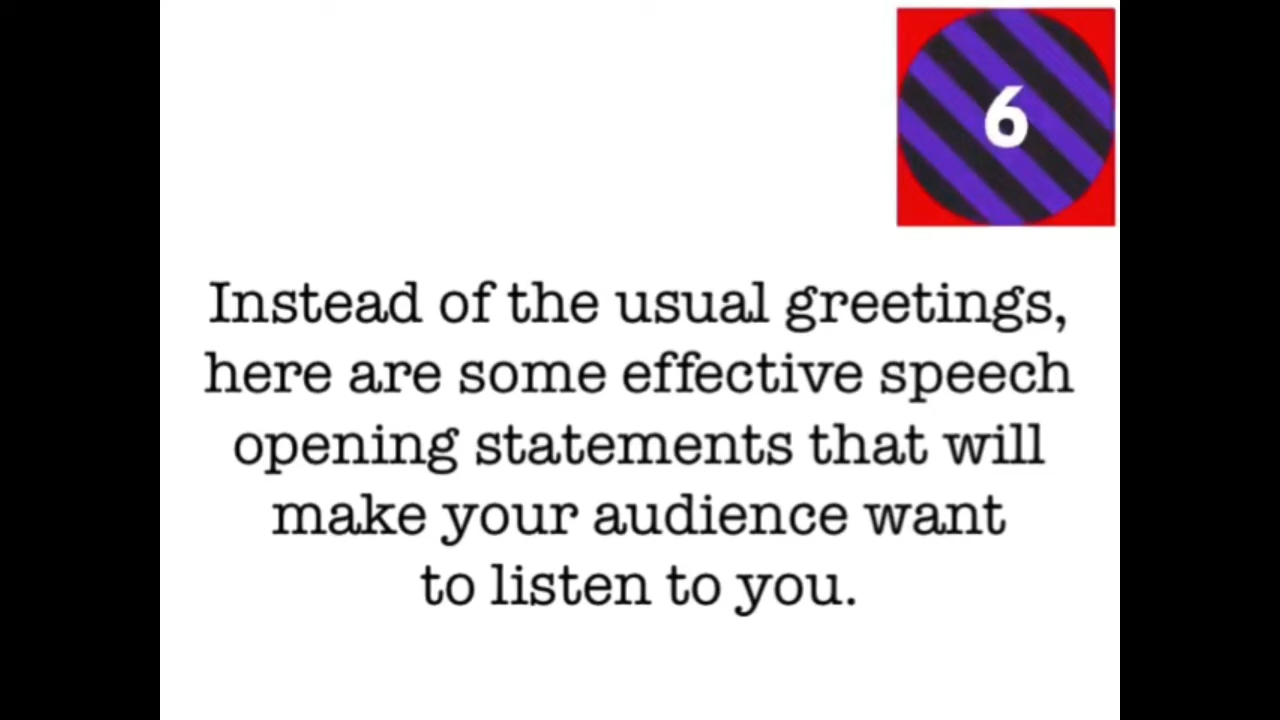 6
Instead of the usual greetings,
here are some effective speech
opening statements that will
make your audience want
to listen to you.